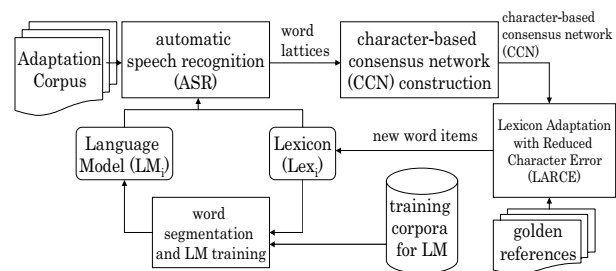 Adaptation
Corpus
automatic
speech recognition
(ASR)
word
lattices
character-based
consensus network
(CCN) construction
character-based
consensus network
(CCN)
Language
Model (LMi)
Lexicon
(Lexi)
new word items
Lexicon Adaptation
with Reduced
Character Error
(LARCE)
word
segmentation
and LM training
training
corpora
for LM
golden
references